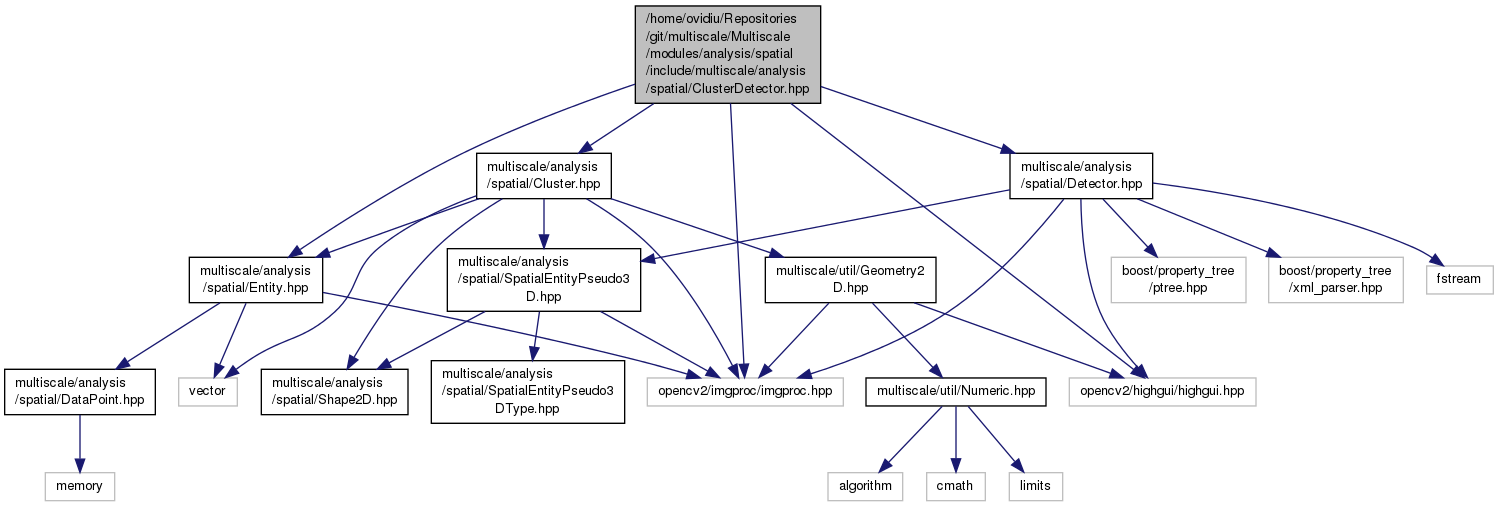 /home/ovidiu/Repositories
/git/multiscale/Multiscale
/modules/analysis/spatial
/include/multiscale/analysis
/spatial/ClusterDetector.hpp
multiscale/analysis
/spatial/Cluster.hpp
multiscale/analysis
/spatial/Detector.hpp
multiscale/analysis
/spatial/Entity.hpp
multiscale/analysis
/spatial/SpatialEntityPseudo3
D.hpp
multiscale/util/Geometry2
D.hpp
boost/property_tree
/ptree.hpp
boost/property_tree
/xml_parser.hpp
fstream
multiscale/analysis
/spatial/DataPoint.hpp
vector
multiscale/analysis
/spatial/Shape2D.hpp
multiscale/analysis
/spatial/SpatialEntityPseudo3
DType.hpp
opencv2/imgproc/imgproc.hpp
multiscale/util/Numeric.hpp
opencv2/highgui/highgui.hpp
memory
algorithm
cmath
limits